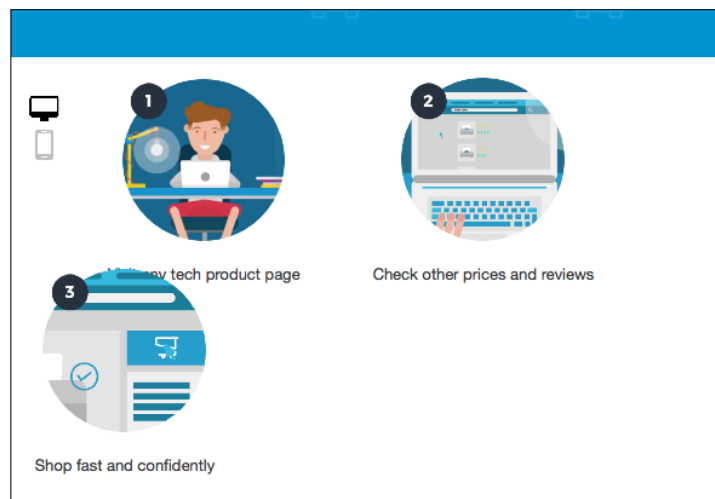 1
2
tech product page
Check other prices and reviews
3
Shop fast and confidently